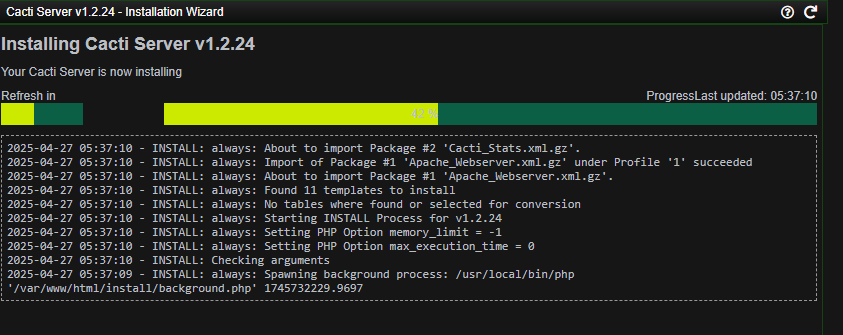 Cacti Server v1.2.24 - Installation Wizard
Installing Cacti Server v1.2.24
Your Cacti Server is now installing
Refresh in
ProgressLast updated: 05:37:10
2025-04-27 05:37:10 - INSTALL: always: About to import Package #2 'Cacti_Stats.xml.gz'.
2025-04-27 05:37:10 - INSTALL: always: Import of Package #1 'Apache_Webserver.xml.gz' under Profile '1' succeeded
2025-04-27 05:37:10 - INSTALL: always: About to import Package #1 'Apache_Webserver.xml.gz'.
2025-04-27 05:37:10 - INSTALL: always: Found 11 templates to install
2025-04-27 05:37:10 - INSTALL: always: No tables where found or selected for conversion
2025-04-27 05:37:10 - INSTALL: always: Starting INSTALL Process for v1.2.24
2025-04-27 05:37:10 - INSTALL: always: Setting PHP Option memory_limit = -1
2025-04-27 05:37:10 - INSTALL: always: Setting PHP Option max_execution_time = 0
2025-04-27 05:37:10 - INSTALL: Checking arguments
2025-04-27 05:37:09 - INSTALL: always: Spawning background process: /usr/local/bin/php
'/var/www/html/install/background.php' 1745732229.9697